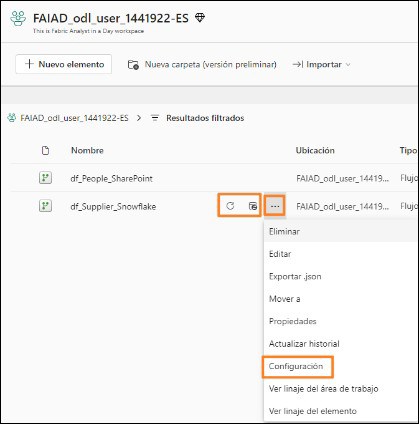 FAIAD_odl_user_1441922-ES
This is Fabric Analyst in a Day workspace
+ Nuevo elemento
Nueva carpeta (versión preliminar)
Importar
FAIAD_odl_user_1441922-ES > Resultados filtrados
Nombre Ubicación Tipo
df_People_SharePoint FAIAD_odl_user_14419... Flujo
df_Supplier_Snowflake ... FAIAD_odl_user_14419... Flujo
Eliminar
Editar
Exportar .json
Mover a
Propiedades
Actualizar historial
Configuración
Ver linaje del área de trabajo
Ver linaje del elemento